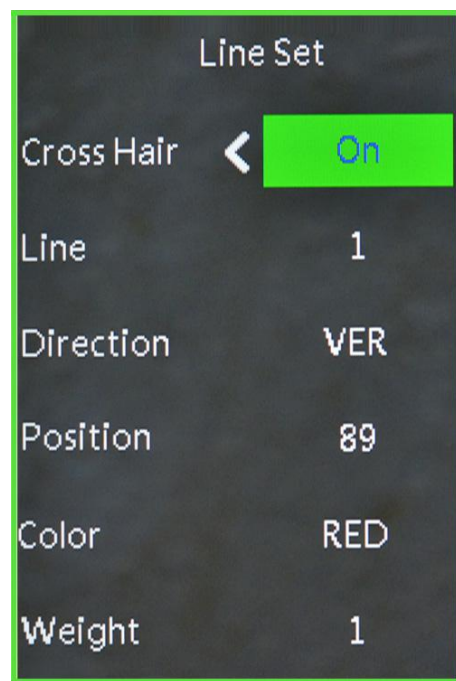 Line Set
Cross Hair < On
Line 1
Direction VER
Position 89
Color RED
Weight 1